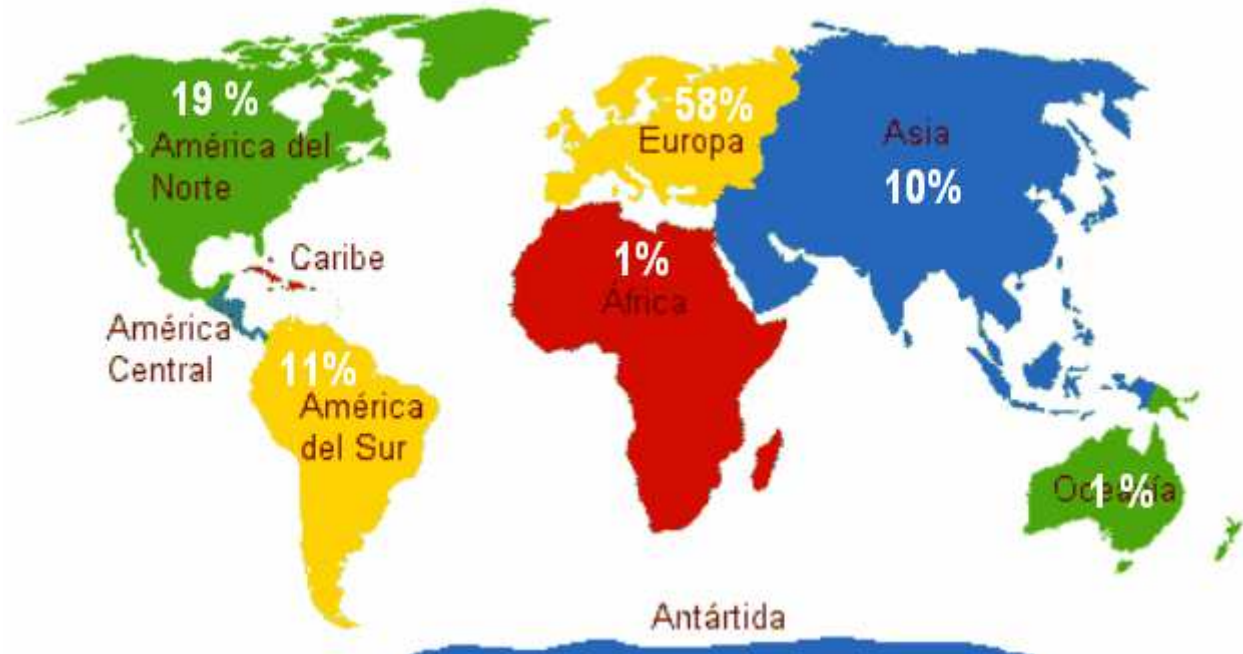 19 %
América del
Norte
58%
Europa
Asia
10%
Caribe
1%
África
América
Central
11%
América
del Sur
Oceanía
1 %
Antártida